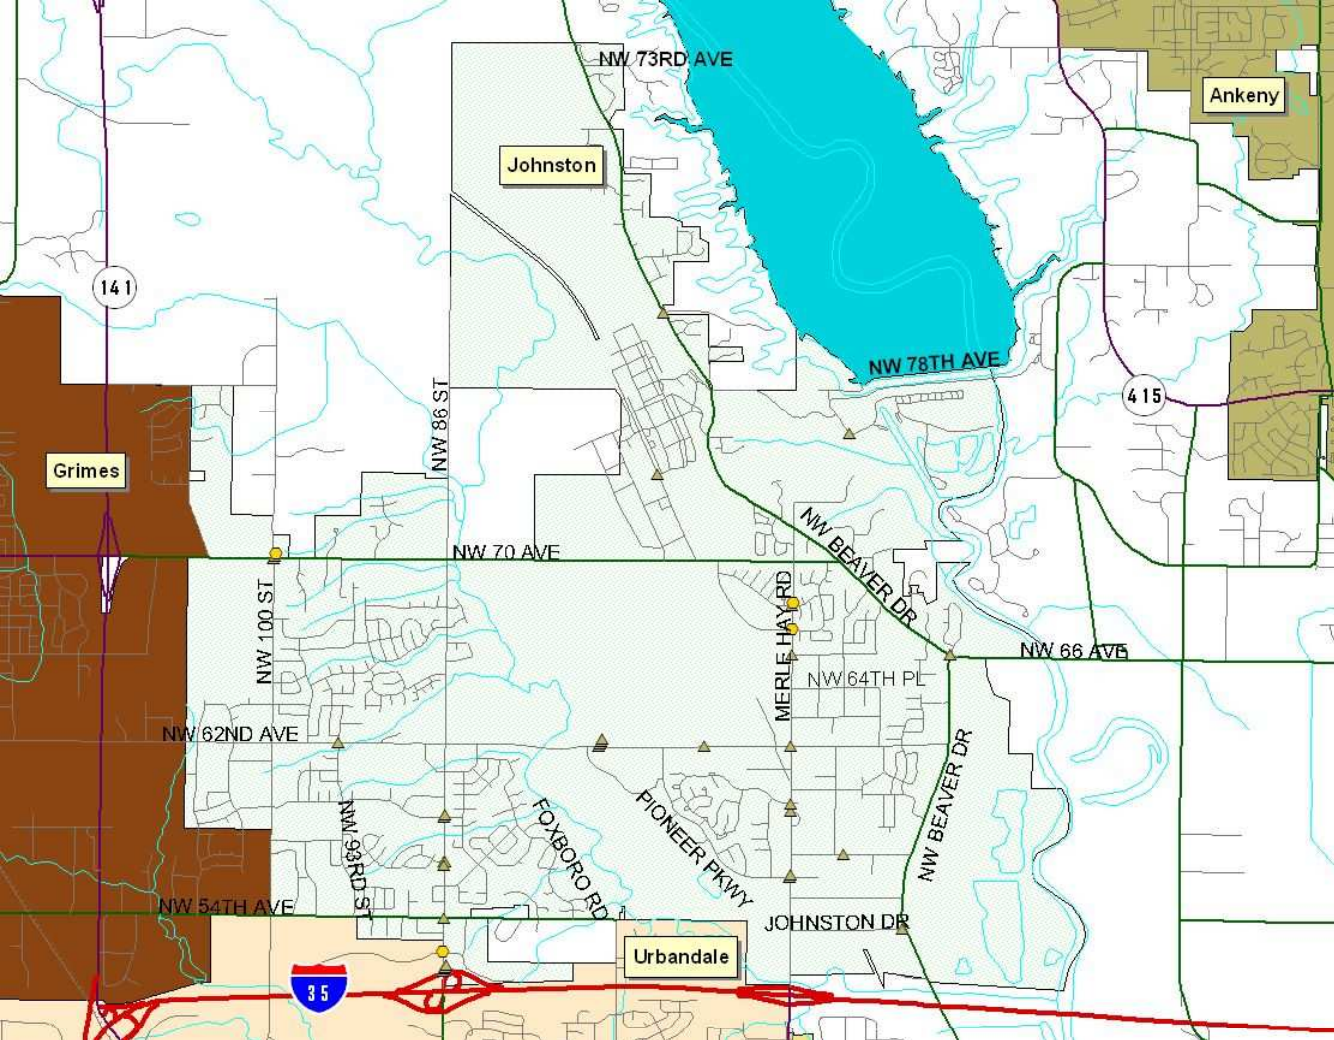 NW 73RD AVE
Ankeny
Johnston
141
NW 78TH AVE
415
NW 86 ST
Grimes
NW BEAVER DR
NW 70 AVE
NW 100 ST
MERLE HAY RD
NW 66 AVE
NW 64TH PL
NW 62ND AVE
NW BEAVER DR
NW 93RD ST
FOXBORO RD
PIONEER PKWY
NW 54TH AVE
JOHNSTON DR
Urbandale
35